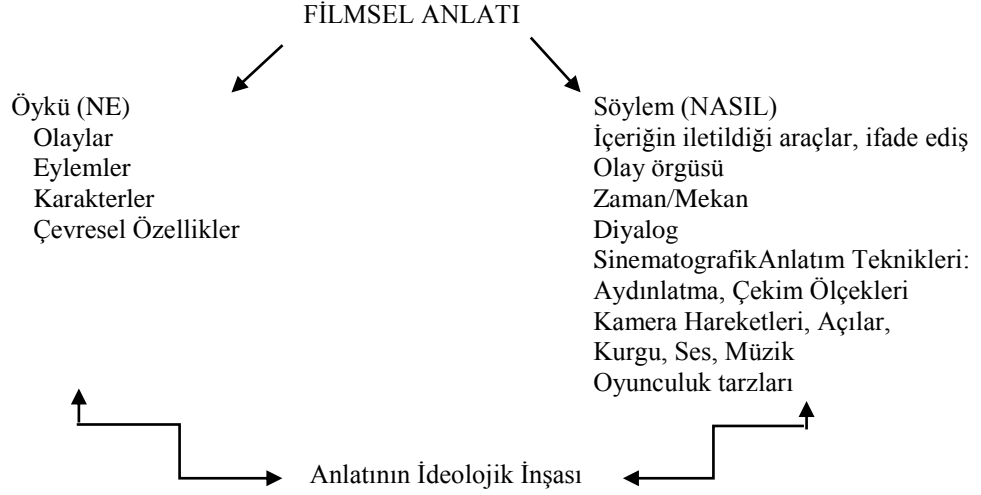 FİLMSEL ANLATI
Öykü (NE)
Olaylar
Eylemler
Karakterler
Çevresel Özellikler
Söylem (NASIL)
İçeriğin iletildiği araçlar, ifade ediş
Olay örgüsü
Zaman/Mekan
Diyalog
SinematografikAnlatım Teknikleri:
Aydınlatma, Çekim Ölçekleri
Kamera Hareketleri, Açılar,
Kurgu, Ses, Müzik
Oyunculuk tarzları
Anlatının İdeolojik İnşası